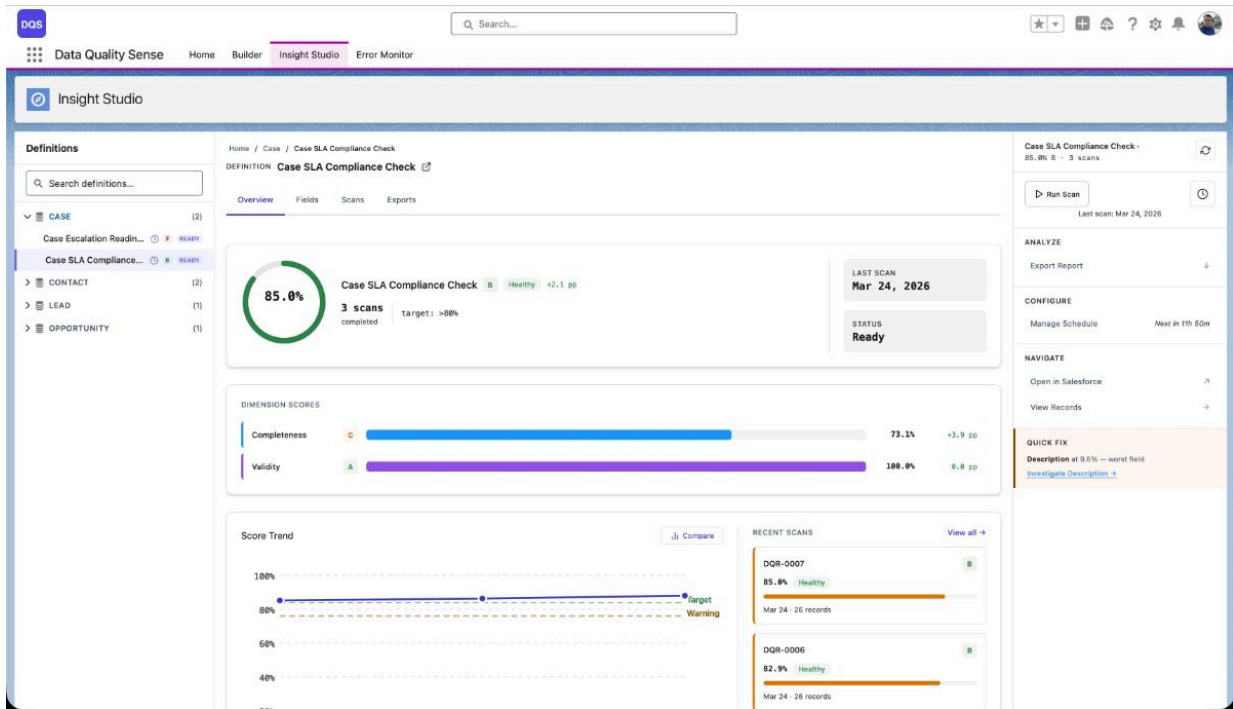 DQS
Search...
Data Quality Sense
Home
Builder
Insight Studio
Error Monitor
Insight Studio
Definitions
Search definitions...
CASE (2)
Case Escalation Readin... F READY
Case SLA Compliance... B READY
CONTACT (2)
LEAD (1)
OPPORTUNITY (1)
Home / Case / Case SLA Compliance Check
DEFINITION Case SLA Compliance Check
Overview
Fields
Scans
Exports
85.0%
Case SLA Compliance Check B Healthy +2.1 pp
3 scans
completed
target: >80%
LAST SCAN
Mar 24, 2026
STATUS
Ready
DIMENSION SCORES
Completeness C 73.1% +3.9 pp
Validity A 100.0% 0.0 pp
Score Trend
Compare
100%
80%
60%
40%
Target
Warning
RECENT SCANS
View all →
DQR-0007 B
85.0% Healthy
Mar 24 · 26 records
DQR-0006 B
82.9% Healthy
Mar 24 · 26 records
Case SLA Compliance Check ·
85.0% B · 3 scans
Run Scan
Last scan: Mar 24, 2026
ANALYZE
Export Report ↓
CONFIGURE
Manage Schedule Next in 11h 50m
NAVIGATE
Open in Salesforce ↗
View Records →
QUICK FIX
Description at 9.6% — worst field
Investigate Description →